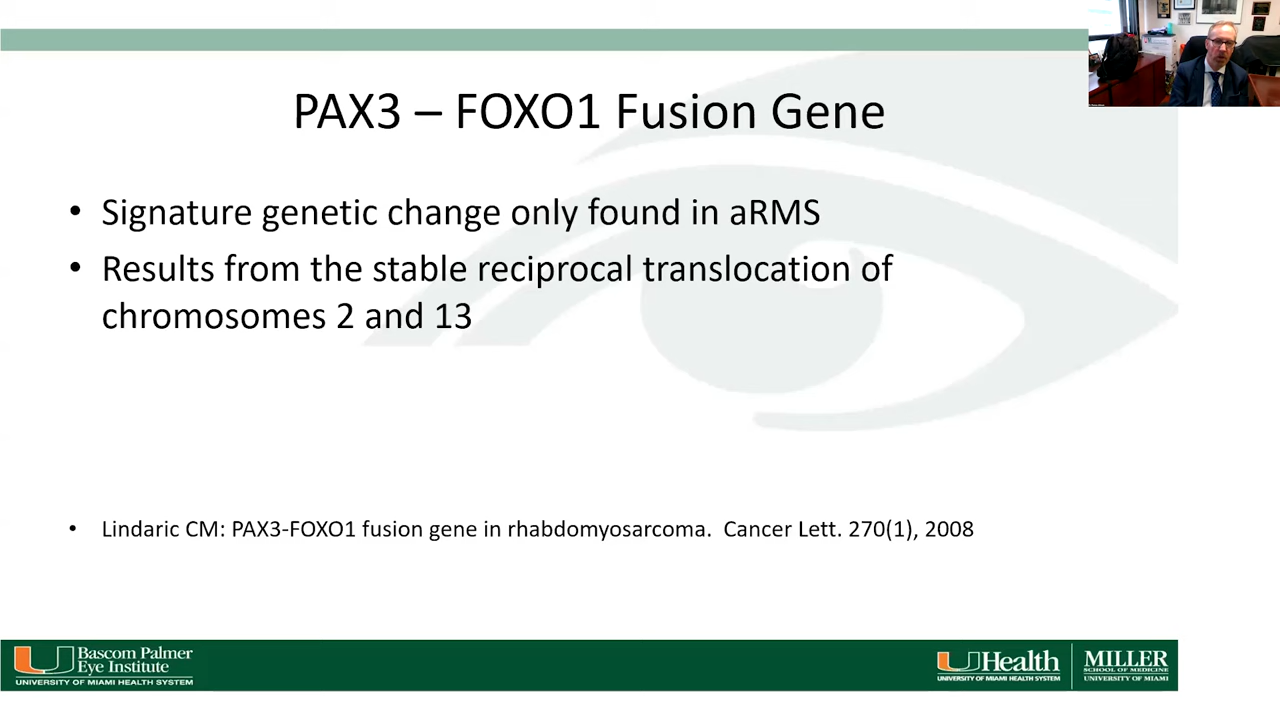 PAX3 – FOXO1 Fusion Gene
• Signature genetic change only found in aRMS
• Results from the stable reciprocal translocation of
chromosomes 2 and 13
• Lindaric CM: PAX3-FOXO1 fusion gene in rhabdomyosarcoma. Cancer Lett. 270(1), 2008
Bascom Palmer
Eye Institute
UNIVERSITY OF MIAMI HEALTH SYSTEM
UHealth
UNIVERSITY OF MIAMI HEALTH SYSTEM
MILLER
SCHOOL OF MEDICINE
UNIVERSITY OF MIAMI